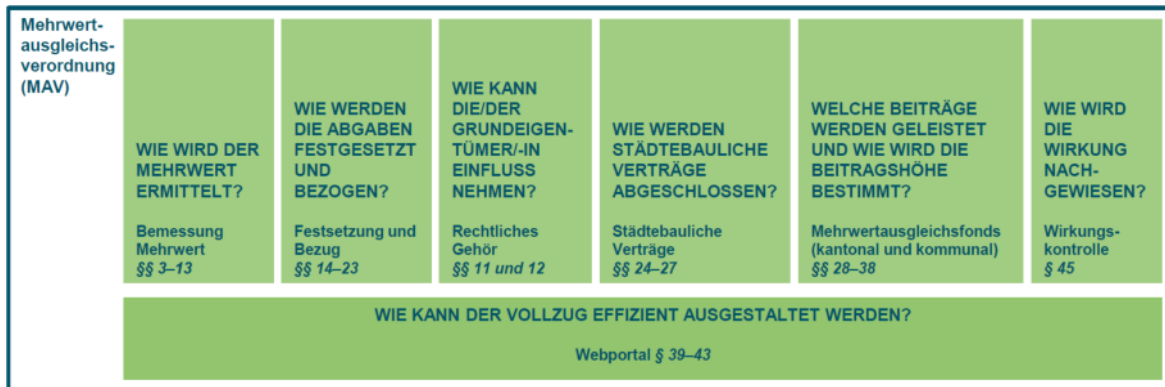 Mehrwert-
ausgleichs-
verordnung
(MAV)
WIE WIRD DER
MEHRWERT
ERMITTELT?
Bemessung
Mehrwert
§§ 3–13
WIE WERDEN
DIE ABGABEN
FESTGESETZT
UND
BEZOGEN?
Festsetzung und
Bezug
§§ 14–23
WIE KANN
DIE/DER
GRUNDEIGEN-
TÜMER/-IN
EINFLUSS
NEHMEN?
Rechtliches
Gehör
§§ 11 und 12
WIE WERDEN
STÄDTEBAULICHE
VERTRÄGE
ABGESCHLOSSEN?
Städtebauliche
Verträge
§§ 24–27
WELCHE BEITRÄGE
WERDEN GELEISTET
UND WIE WIRD DIE
BEITRAGSHÖHE
BESTIMMT?
Mehrwertausgleichsfonds
(kantonal und kommunal)
§§ 28–38
WIE WIRD
DIE
WIRKUNG
NACH-
GEWIESEN?
Wirkungs-
kontrolle
§ 45
WIE KANN DER VOLLZUG EFFIZIENT AUSGESTALTET WERDEN?
Webportal § 39–43